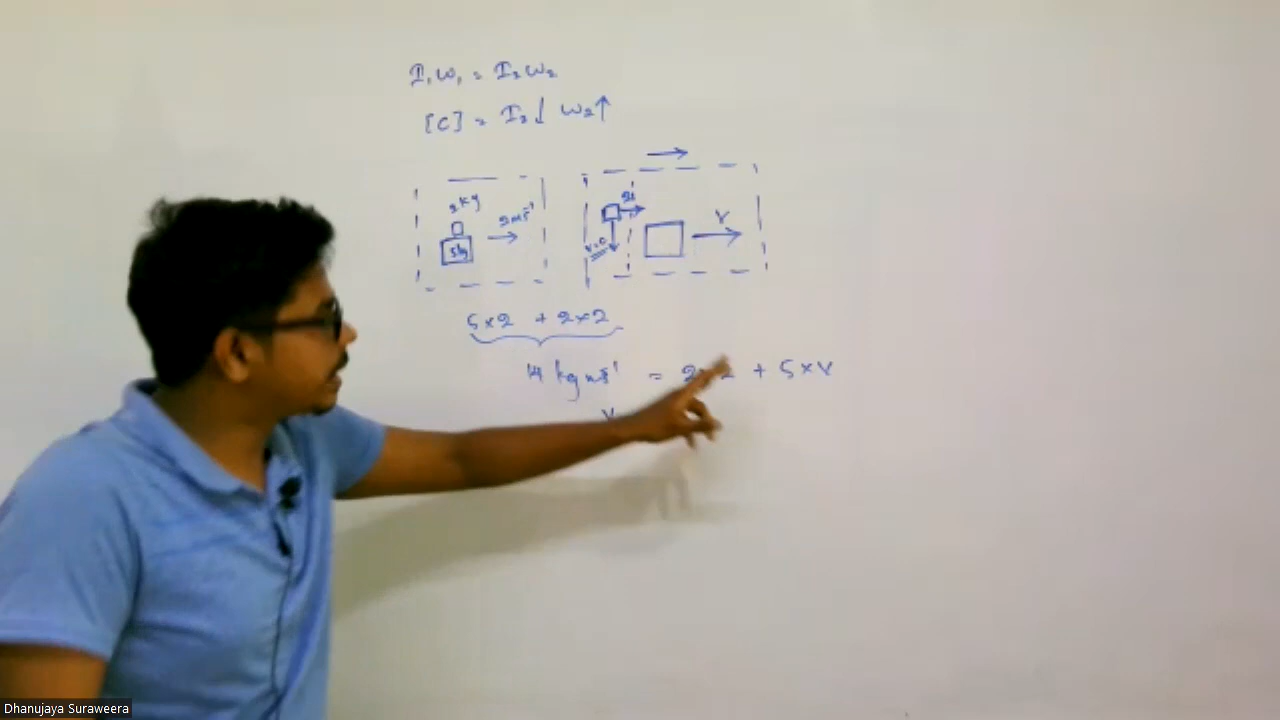 I₁ω₁ = I₂ω₂
[C] = I₂↓ ω₂↑
2kg
5kg
2ms⁻¹
V
5×2 + 2×2
14 kgms⁻¹ = 2×2 + 5×V
V
Dhanujaya Suraweera